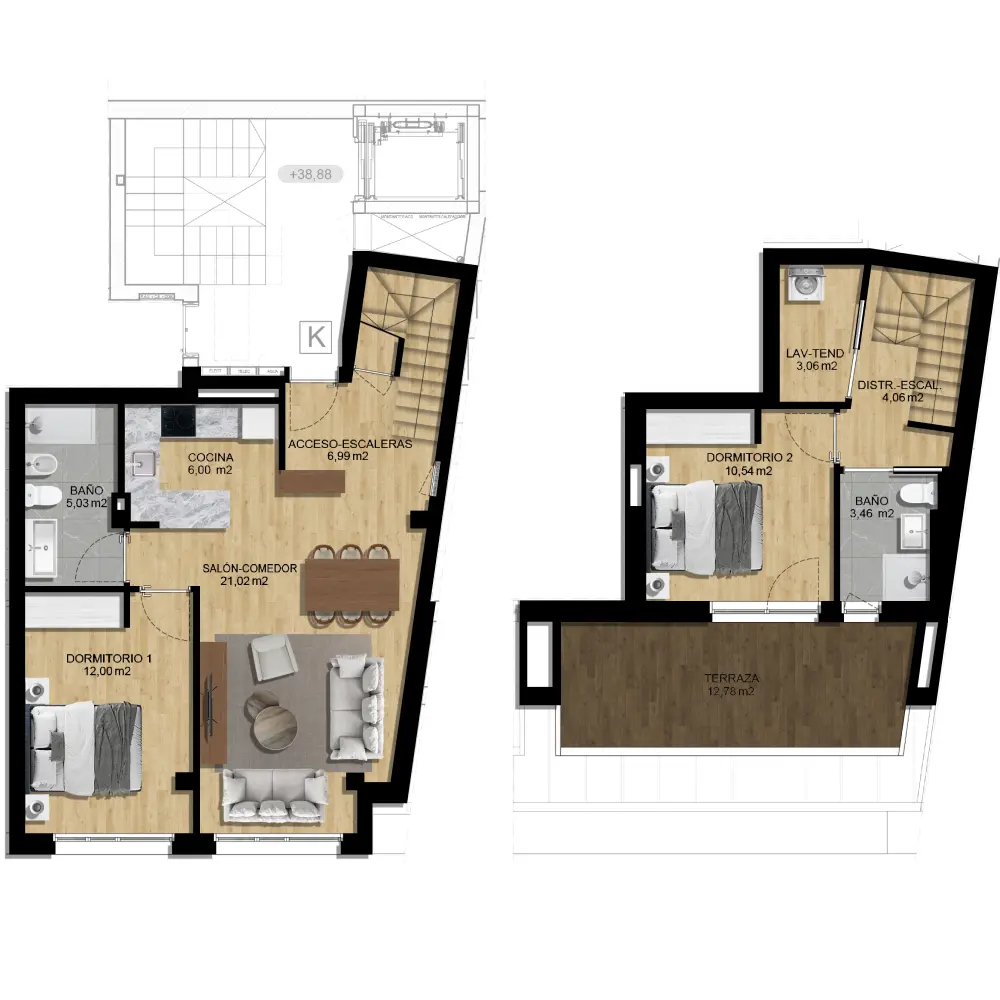 +38,88
K
BAÑO
5,03 m2
COCINA
6,00 m2
ACCESO-ESCALERAS
6,99 m2
SALÓN-COMEDOR
21,02 m2
DORMITORIO 1
12,00 m2
LAV-TEND
3,06 m2
DISTR.-ESCAL.
4,06 m2
DORMITORIO 2
10,54 m2
BAÑO
3,46 m2
TERRAZA
12,78 m2